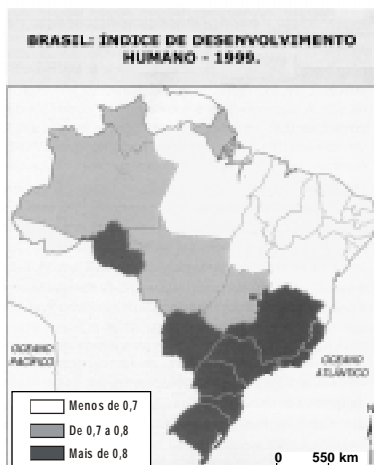 BRASIL: ÍNDICE DE DESENVOLVIMENTO
HUMANO - 1999.
OCEANO
PACÍFICO
OCEANO
ATLÂNTICO
Menos de 0,7
De 0,7 a 0,8
Mais de 0,8
N
0 550 km